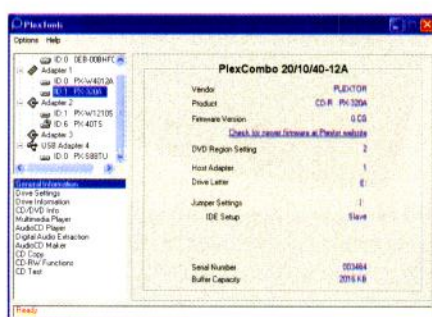 PlexTools
Options Help
ID:0 DEB-00BHFC
Adapter 1
ID:0 PX-W4012A
ID:1 PX-320A
Adapter 2
ID:1 PX-W1210S
ID:6 PX-40TS
Adapter 3
USB Adapter 4
ID:0 PX-S88TU
General Information
Drive Settings
Drive Information
CD/DVD Info
Multimedia Player
AudioCD Player
Digital Audio Extraction
AudioCD Maker
CD Copy
CD-RW Functions
CD Test
PlexCombo 20/10/40-12A
Vendor PLEXTOR
Product CD-R PX-320A
Firmware Version
Check for newer firmware at Plextor website
DVD Region Setting 2
Host Adapter 1
Drive Letter E:
Jumper Settings
IDE Setup Slave
Serial Number 003464
Buffer Capacity 2016 KB
Ready